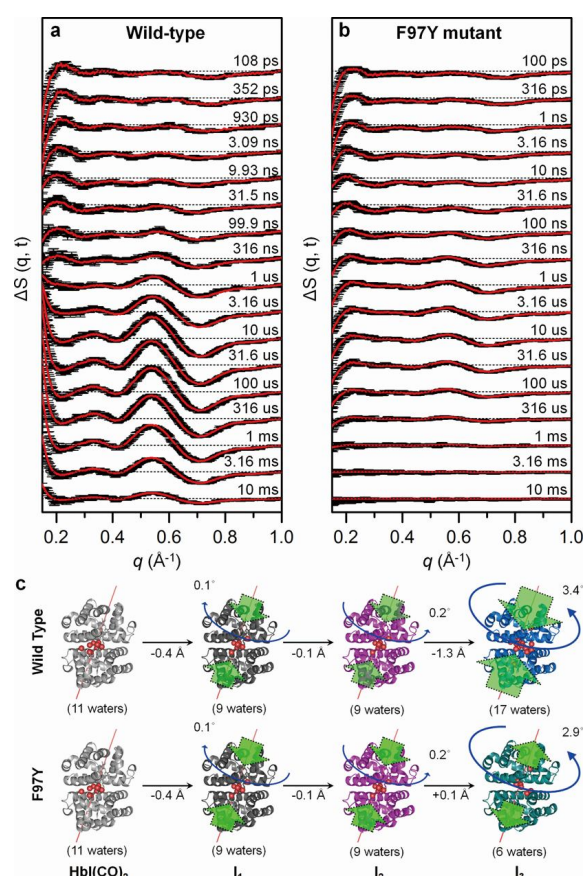 a Wild-type
108 ps
352 ps
930 ps
3.09 ns
9.93 ns
31.5 ns
99.9 ns
316 ns
1 us
3.16 us
10 us
31.6 us
100 us
316 us
1 ms
3.16 ms
10 ms
ΔS (q, t)
0.2 0.4 0.6 0.8 1.0
q (Å-1)
b F97Y mutant
100 ps
316 ps
1 ns
3.16 ns
10 ns
31.6 ns
100 ns
316 ns
1 us
3.16 us
10 us
31.6 us
100 us
316 us
1 ms
3.16 ms
10 ms
ΔS (q, t)
0.2 0.4 0.6 0.8 1.0
q (Å-1)
c
Wild Type
0.1° 0.2° 3.4°
-0.4 Å -0.1 Å -1.3 Å
(11 waters) (9 waters) (9 waters) (17 waters)
F97Y
0.1° 0.2° 2.9°
-0.4 Å -0.1 Å +0.1 Å
(11 waters) (9 waters) (9 waters) (6 waters)